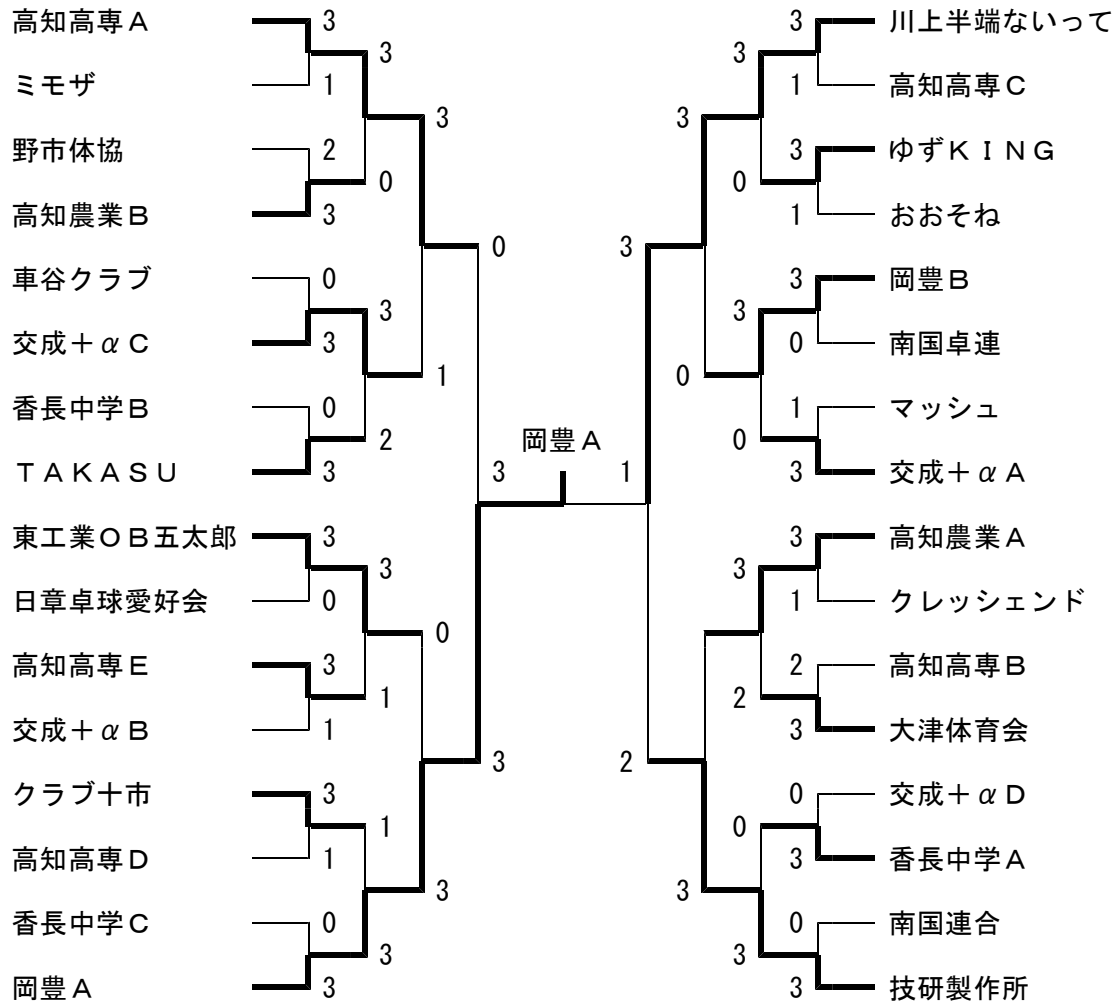 高知高専A 3 3 川上半端ないって
3 3
ミモザ 1 1 高知高専C
3 3
野市体協 2 3 ゆずKING
0 0
高知農業B 3 1 おおそね
0 3
車谷クラブ 0 3 岡豊B
3 3
交成+αC 3 0 南国卓連
1 0
香長中学B 0 1 マッシュ
2 岡豊A 0
TAKASU 3 3 1 3 交成+αA
東工業OB五太郎 3 3 高知農業A
3 3
日章卓球愛好会 0 1 クレッシェンド
0
高知高専E 3 2 高知高専B
1 2
交成+αB 1 3 大津体育会
3 2
クラブ十市 3 0 交成+αD
1 0
高知高専D 1 3 香長中学A
3 3
香長中学C 0 0 南国連合
3 3
岡豊A 3 3 技研製作所